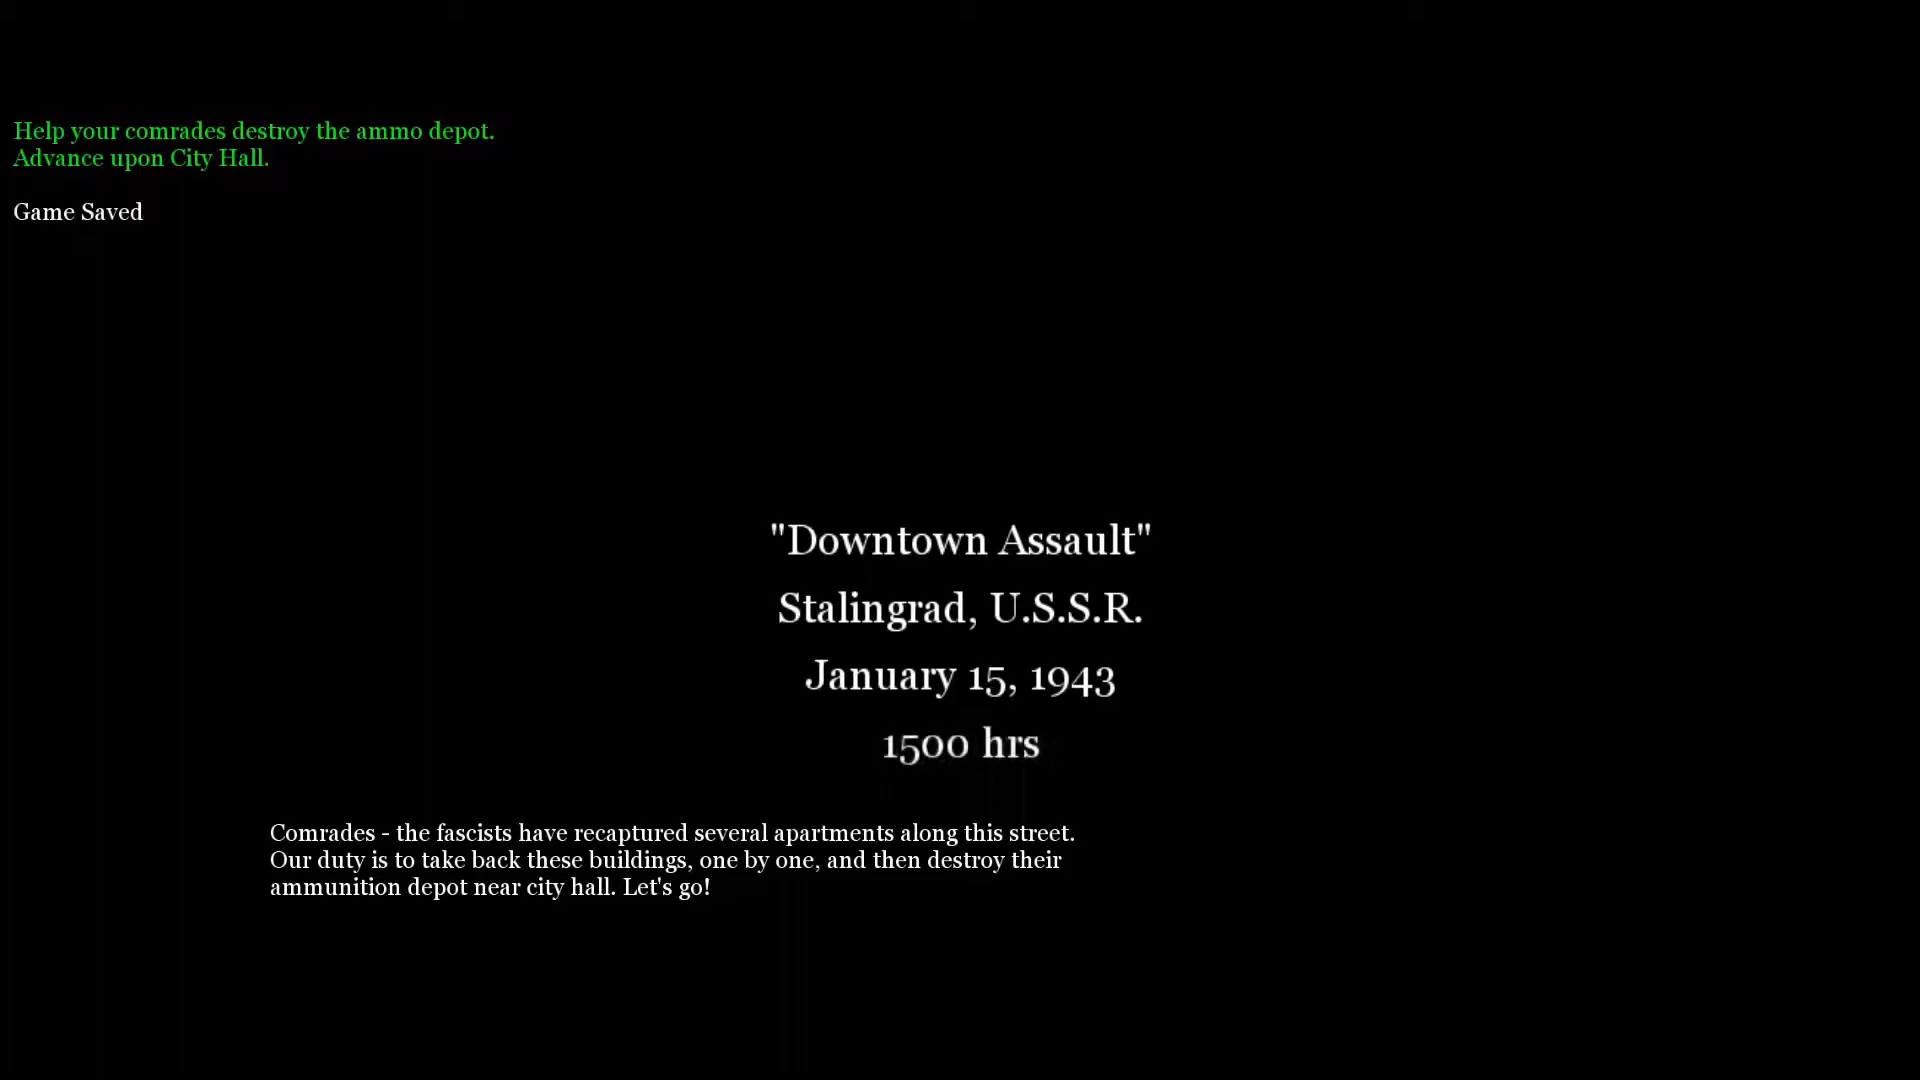 Help your comrades destroy the ammo depot.
Advance upon City Hall.
Game Saved
"Downtown Assault"
Stalingrad, U.S.S.R.
January 15, 1943
1500 hrs
Comrades - the fascists have recaptured several apartments along this street.
Our duty is to take back these buildings, one by one, and then destroy their
ammunition depot near city hall. Let's go!